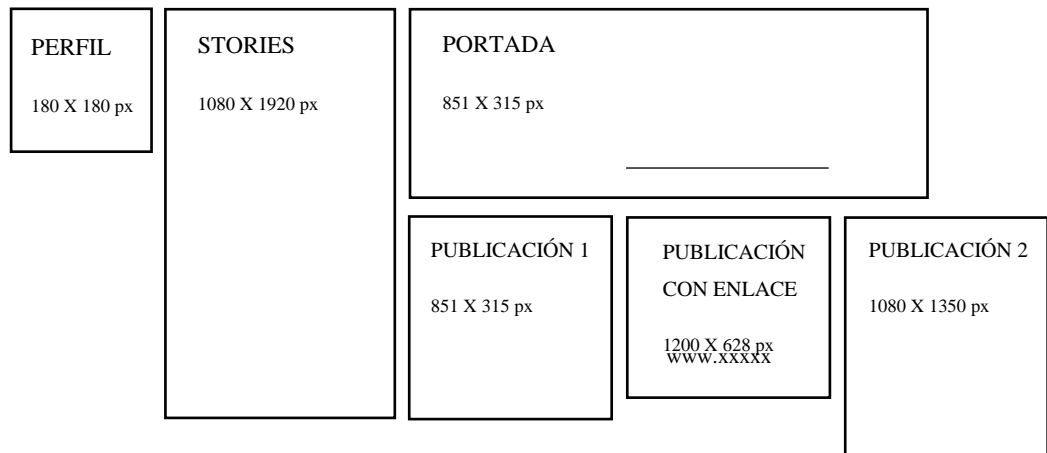 PERFIL
180 X 180 px
STORIES
1080 X 1920 px
PORTADA
851 X 315 px
PUBLICACIÓN 1
851 X 315 px
PUBLICACIÓN
CON ENLACE
1200 X 628 px
www.xxxxx
PUBLICACIÓN 2
1080 X 1350 px